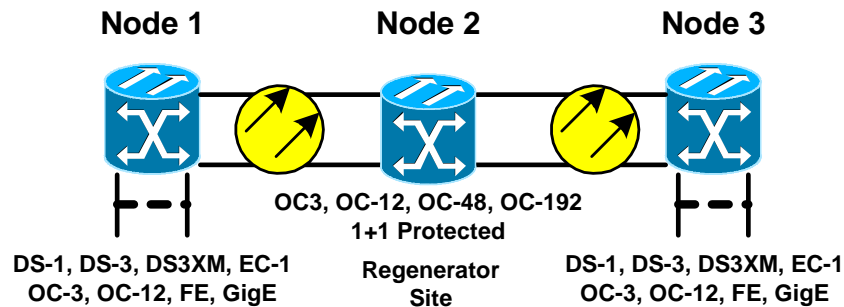 Node 1
Node 2
Node 3
OC3, OC-12, OC-48, OC-192
1+1 Protected
Regenerator
Site
DS-1, DS-3, DS3XM, EC-1
OC-3, OC-12, FE, GigE
DS-1, DS-3, DS3XM, EC-1
OC-3, OC-12, FE, GigE